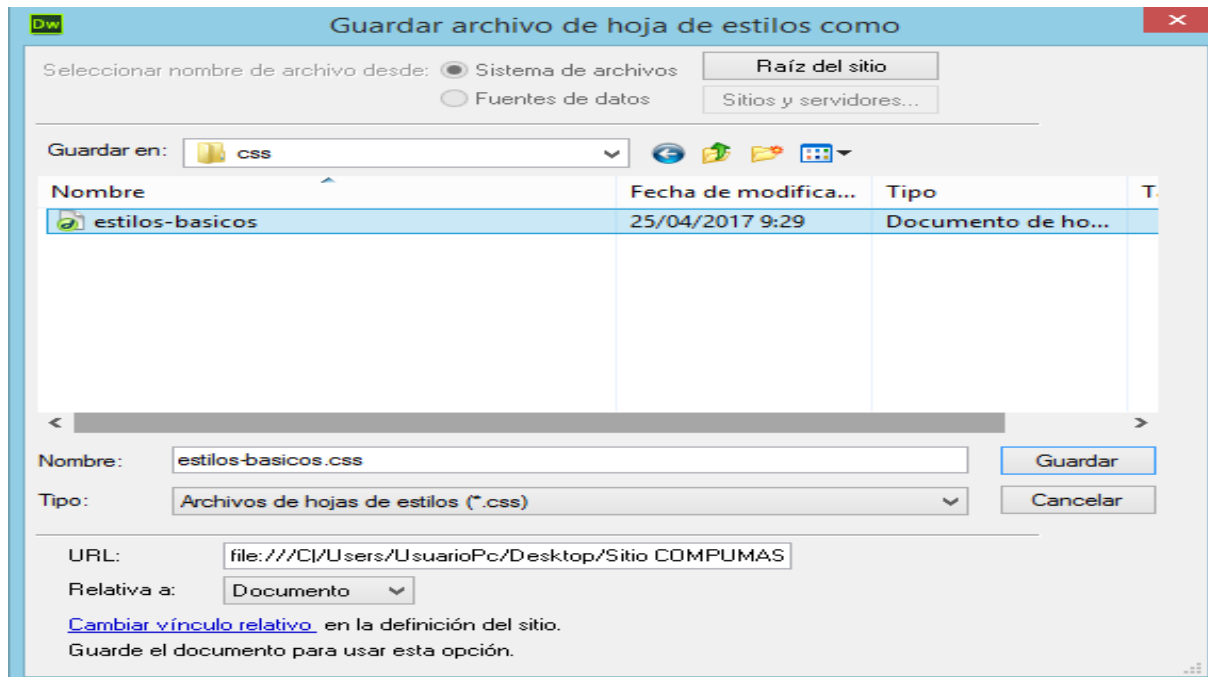 Dw Guardar archivo de hoja de estilos como
Seleccionar nombre de archivo desde: Sistema de archivos Raíz del sitio
Fuentes de datos Sitios y servidores...
Guardar en: css
Nombre Fecha de modifica... Tipo T
estilos-basicos 25/04/2017 9:29 Documento de ho...
Nombre: estilos-basicos.css Guardar
Tipo: Archivos de hojas de estilos (*.css) Cancelar
URL: file:///C|/Users/UsuarioPc/Desktop/Sitio COMPUMAS
Relativa a: Documento
Cambiar vínculo relativo en la definición del sitio.
Guarde el documento para usar esta opción.